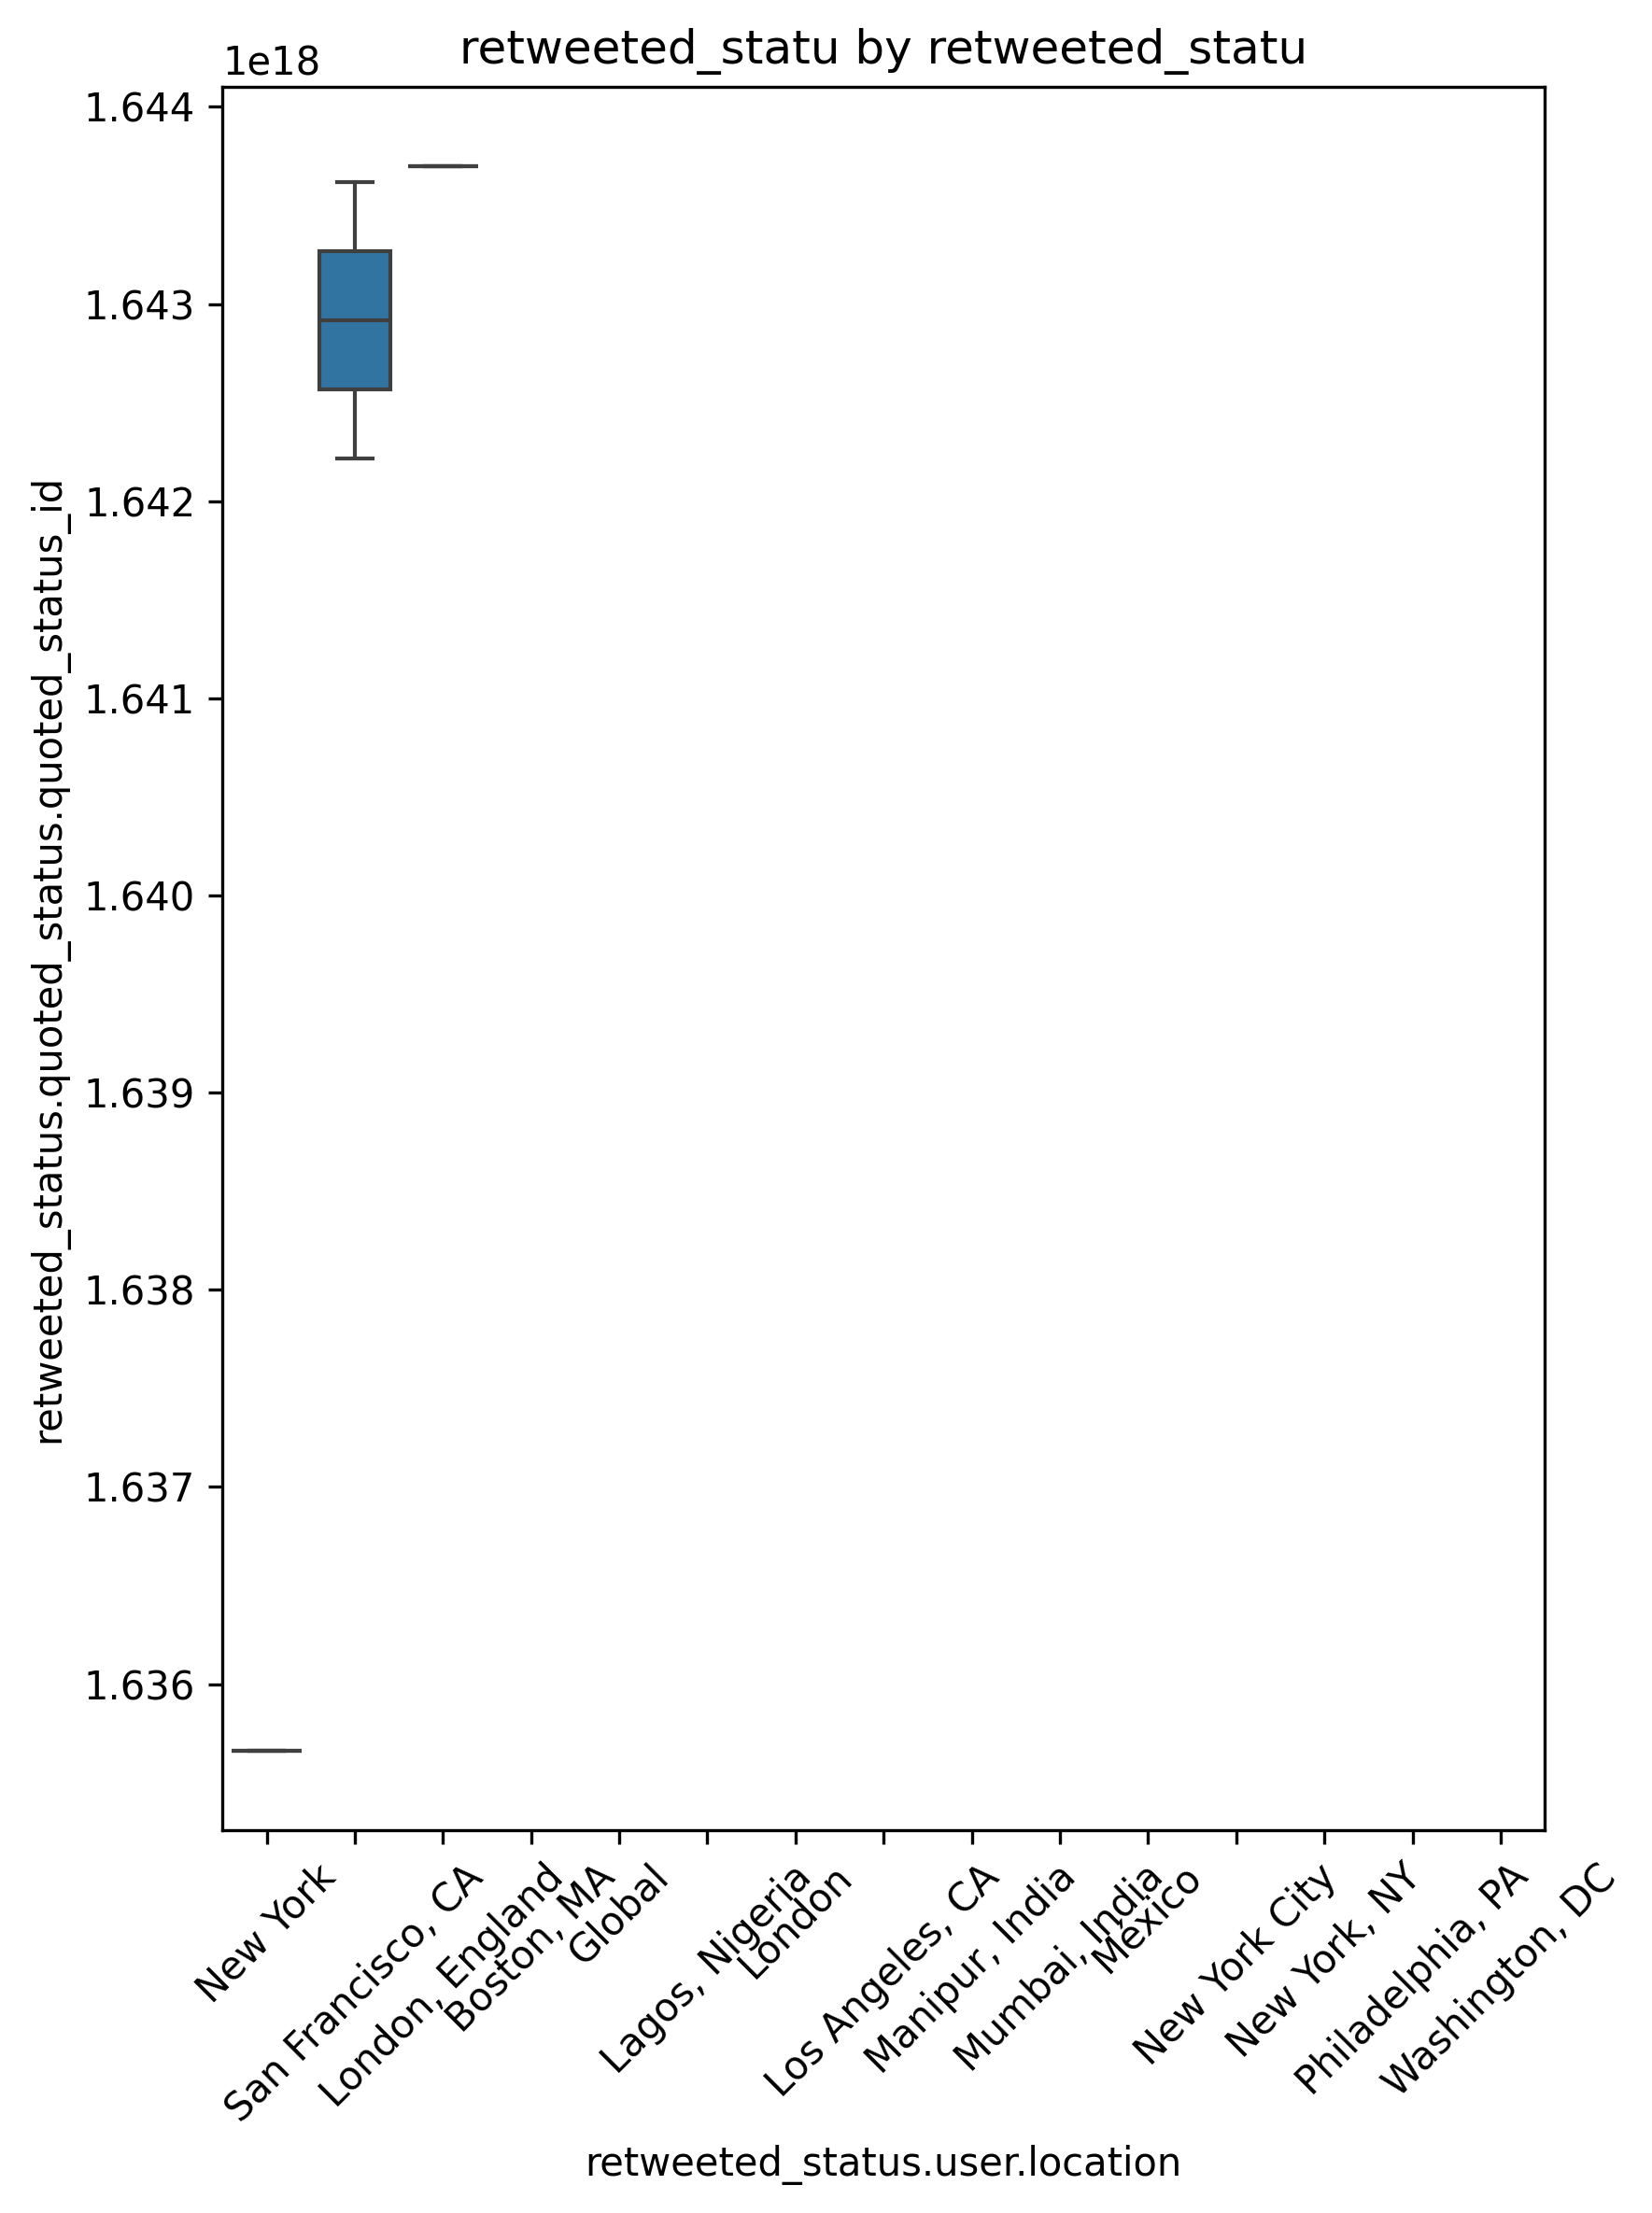 retweeted_statu by retweeted_statu
1e18
1.644
1.643
1.642
1.641
1.640
1.639
1.638
1.637
1.636
retweeted_status.quoted_status.quoted_status_id
New York
San Francisco, CA
London, England
Boston, MA
Global
Lagos, Nigeria
London
Los Angeles, CA
Manipur, India
Mumbai, India
México
New York City
New York, NY
Philadelphia, PA
Washington, DC
retweeted_status.user.location